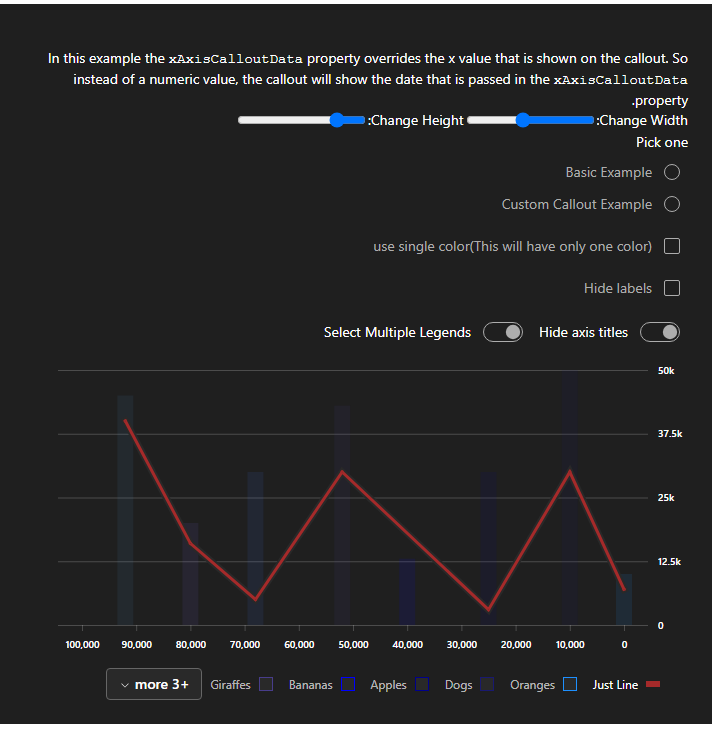 In this example the xAxisCalloutData property overrides the x value that is shown on the callout. So
instead of a numeric value, the callout will show the date that is passed in the xAxisCalloutData
.property
:Change Height :Change Width
Pick one
Basic Example
Custom Callout Example
use single color(This will have only one color)
Hide labels
Select Multiple Legends Hide axis titles
50k
37.5k
25k
12.5k
0
100,000 90,000 80,000 70,000 60,000 50,000 40,000 30,000 20,000 10,000 0
more 3+ Giraffes Bananas Apples Dogs Oranges Just Line